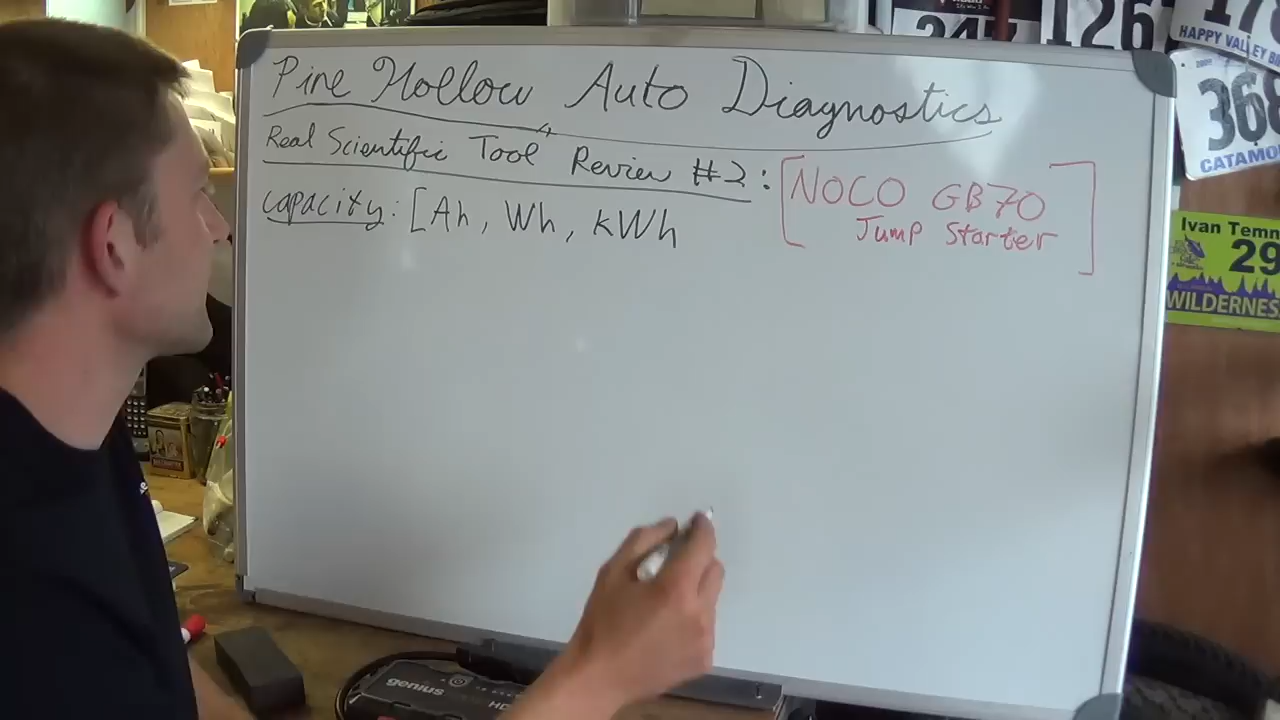 Pine Hollow Auto Diagnostics
"Real Scientific Tool Review #2:
[NOCO GB70
Jump Starter]
capacity: [Ah, Wh, kWh
126
HAPPY VALLEY
368
CATAMO
Ivan Temn
29
WILDERNES
genius